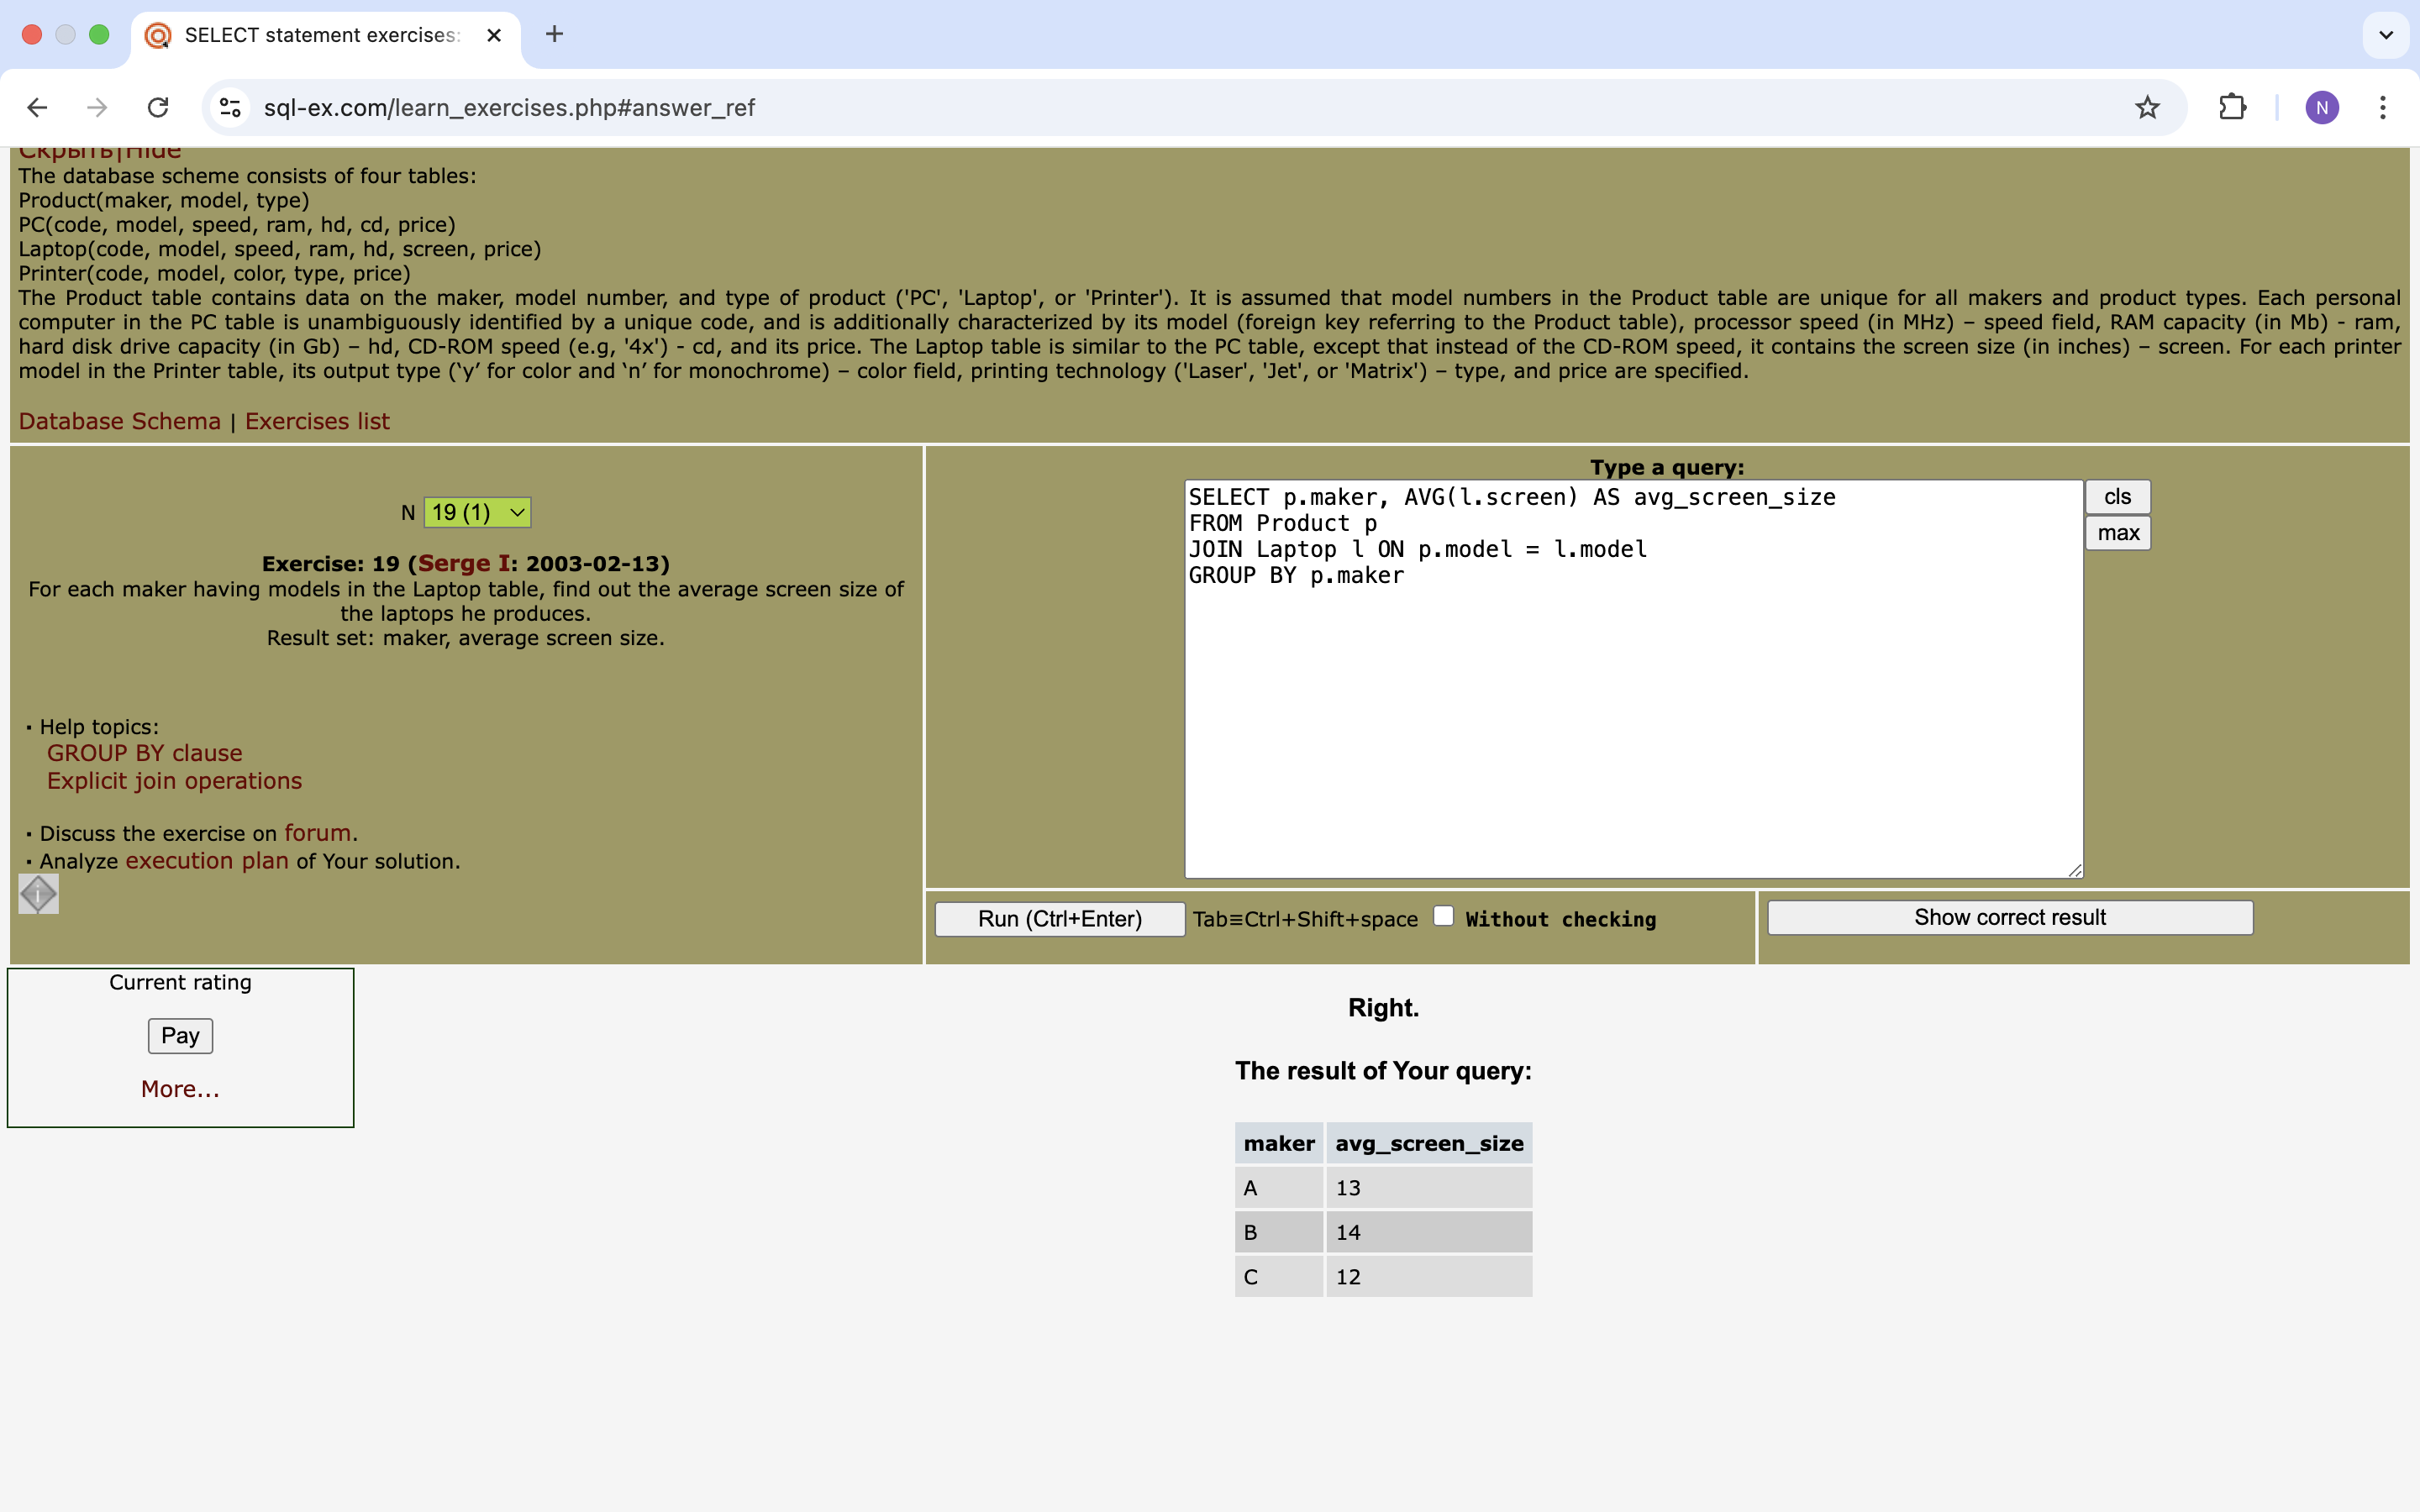 SELECT statement exercises:
sql-ex.com/learn_exercises.php#answer_ref
N
Скрыть|Hide
The database scheme consists of four tables:
Product(maker, model, type)
PC(code, model, speed, ram, hd, cd, price)
Laptop(code, model, speed, ram, hd, screen, price)
Printer(code, model, color, type, price)
The Product table contains data on the maker, model number, and type of product ('PC', 'Laptop', or 'Printer'). It is assumed that model numbers in the Product table are unique for all makers and product types. Each personal
computer in the PC table is unambiguously identified by a unique code, and is additionally characterized by its model (foreign key referring to the Product table), processor speed (in MHz) – speed field, RAM capacity (in Mb) - ram,
hard disk drive capacity (in Gb) – hd, CD-ROM speed (e.g, '4x') - cd, and its price. The Laptop table is similar to the PC table, except that instead of the CD-ROM speed, it contains the screen size (in inches) – screen. For each printer
model in the Printer table, its output type (‘y’ for color and ‘n’ for monochrome) – color field, printing technology ('Laser', 'Jet', or 'Matrix') – type, and price are specified.
Database Schema | Exercises list
N 19 (1)
Exercise: 19 (Serge I: 2003-02-13)
For each maker having models in the Laptop table, find out the average screen size of
the laptops he produces.
Result set: maker, average screen size.
· Help topics:
GROUP BY clause
Explicit join operations
· Discuss the exercise on forum.
· Analyze execution plan of Your solution.
Type a query:
SELECT p.maker, AVG(l.screen) AS avg_screen_size
FROM Product p
JOIN Laptop l ON p.model = l.model
GROUP BY p.maker
cls
max
Run (Ctrl+Enter) Tab≡Ctrl+Shift+space Without checking
Show correct result
Current rating
Pay
More...
Right.
The result of Your query:
maker avg_screen_size
A 13
B 14
C 12